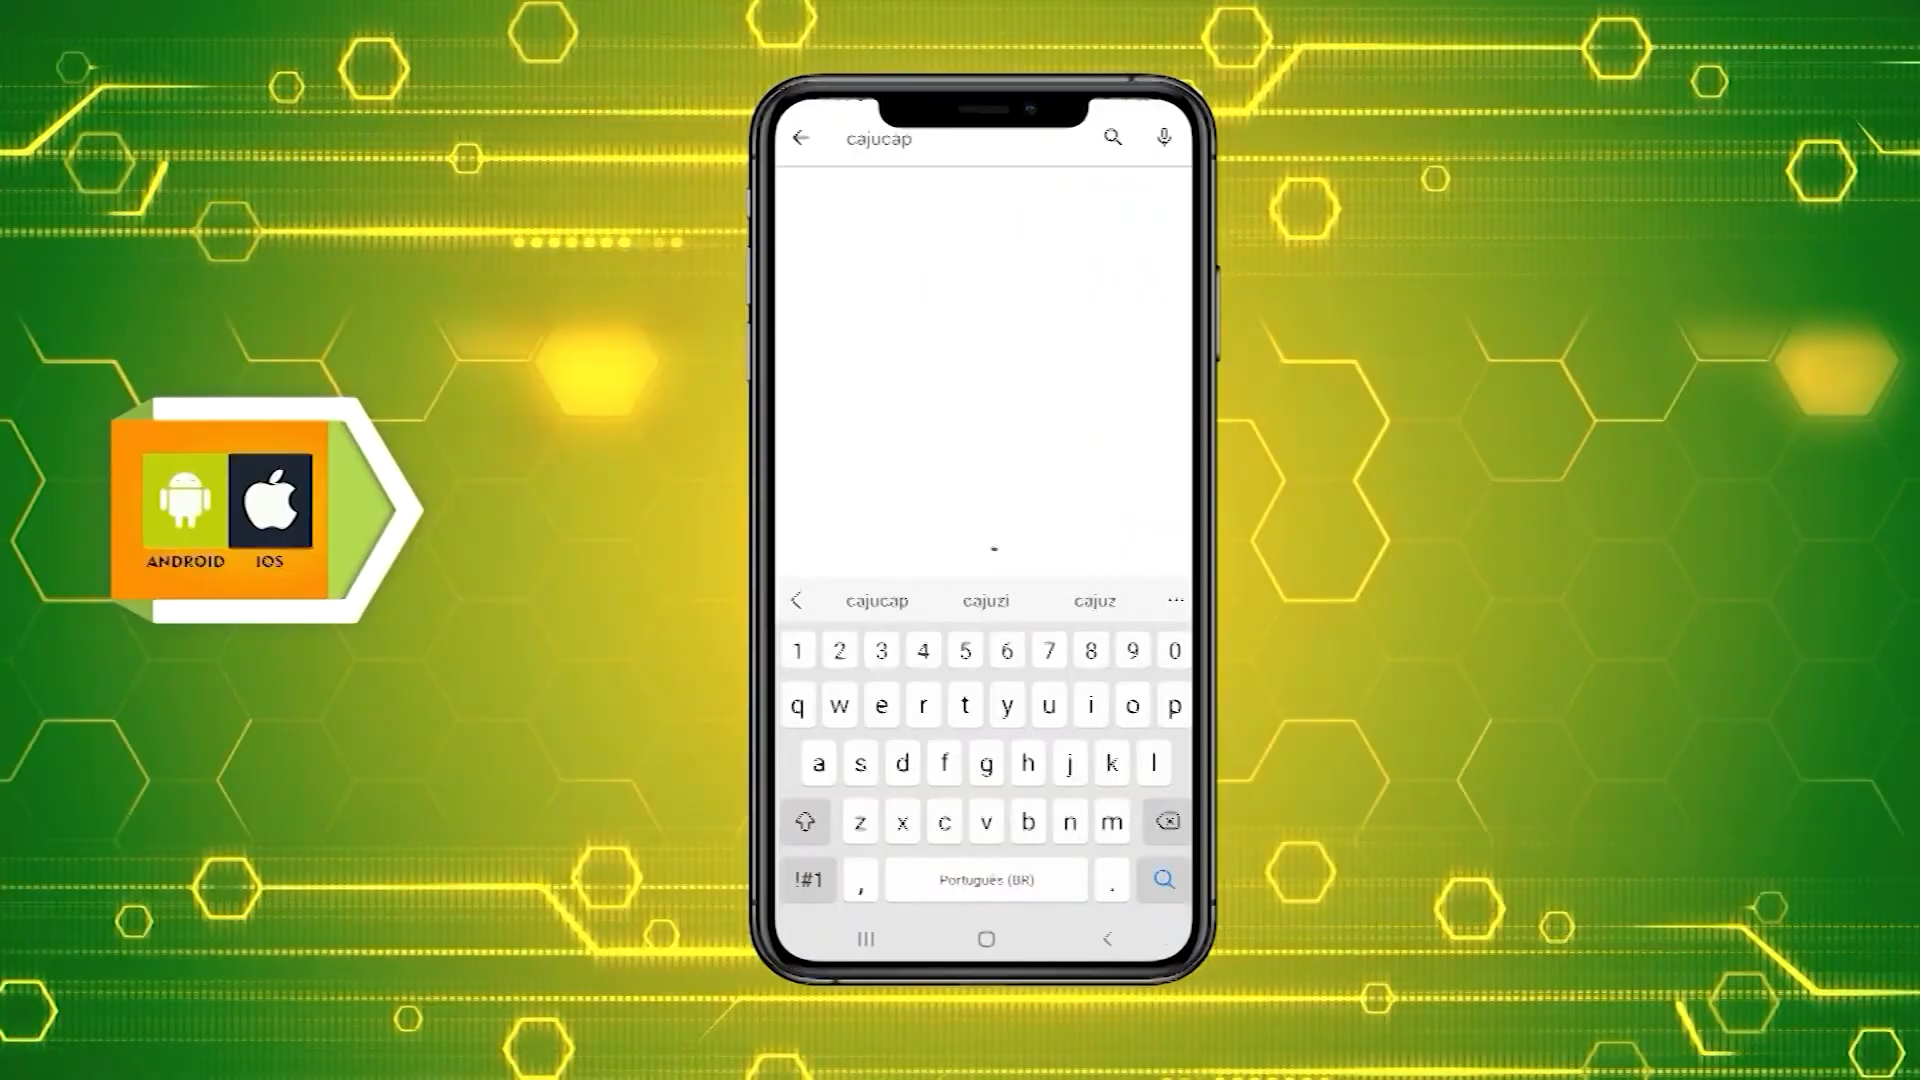 cajucap
ANDROID IOS
cajucap cajuzi cajuz ...
1 2 3 4 5 6 7 8 9 0
q w e r t y u i o p
a s d f g h j k l
z x c v b n m
!#1 , Português (BR) .